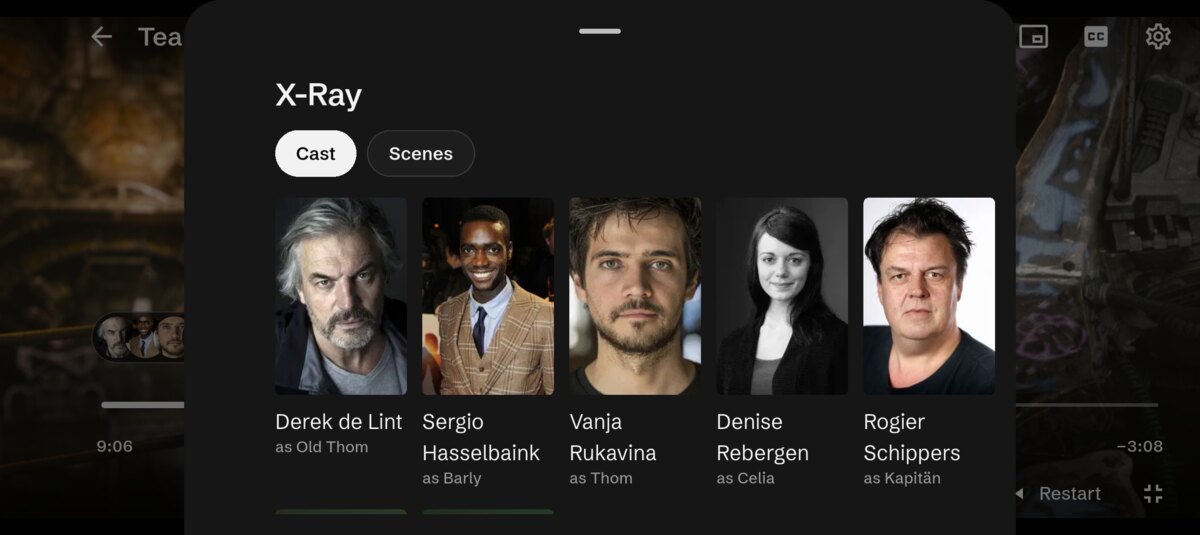 Tea
X-Ray
Cast
Scenes
CC
Derek de Lint
as Old Thom
Sergio
Hasselbaink
as Barly
Vanja
Rukavina
as Thom
Denise
Rebergen
as Celia
Rogier
Schippers
as Kapitän
9:06
–3:08
Restart